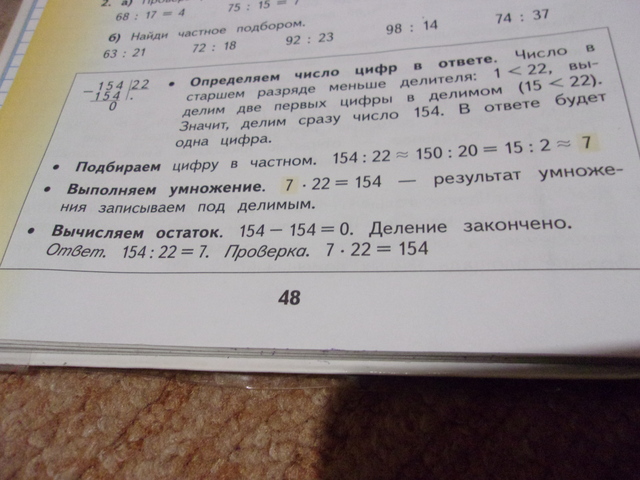 2. а)
68 : 17 = 4 75 : 15 =
б) Найди частное подбором.
63 : 21 72 : 18 92 : 23 98 : 14 74 : 37
−154|22
154 .
0
• Определяем число цифр в ответе. Число в
старшем разряде меньше делителя: 1 < 22, вы-
делим две первых цифры в делимом (15 < 22).
Значит, делим сразу число 154. В ответе будет
одна цифра.
• Подбираем цифру в частном. 154 : 22 ≈ 150 : 20 = 15 : 2 ≈ 7
• Выполняем умножение. 7 · 22 = 154 — результат умноже-
ния записываем под делимым.
• Вычисляем остаток. 154 − 154 = 0. Деление закончено.
Ответ. 154 : 22 = 7. Проверка. 7 · 22 = 154
48